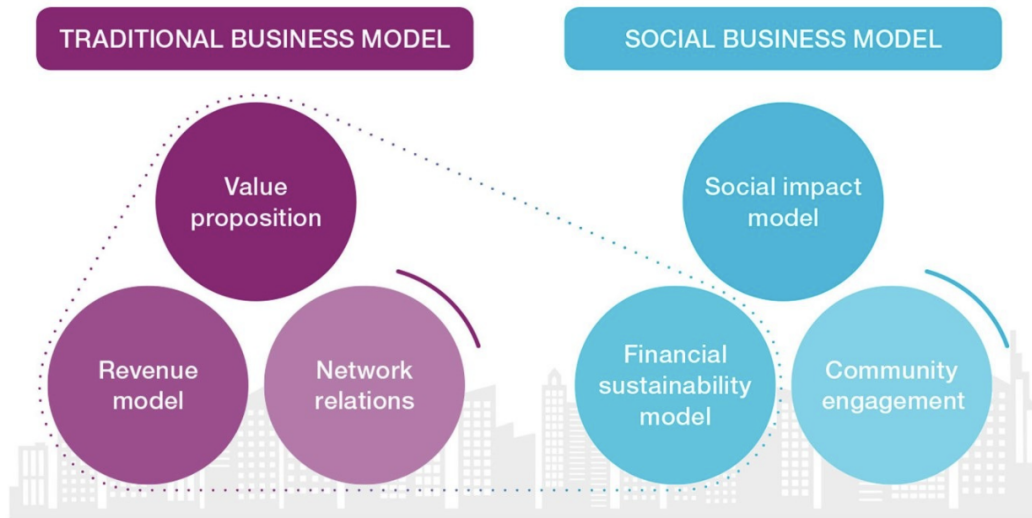 TRADITIONAL BUSINESS MODEL
SOCIAL BUSINESS MODEL
Value
proposition
Revenue
model
Network
relations
Social impact
model
Financial
sustainability
model
Community
engagement